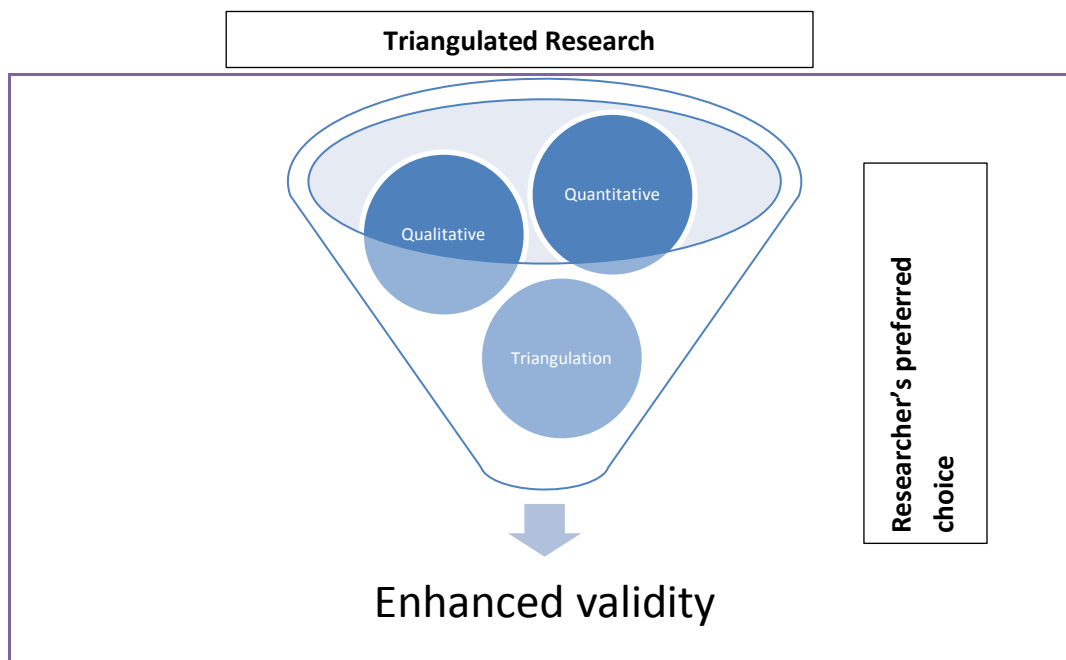 Triangulated Research
Quantitative
Qualitative
Triangulation
Researcher’s preferred
choice
Enhanced validity